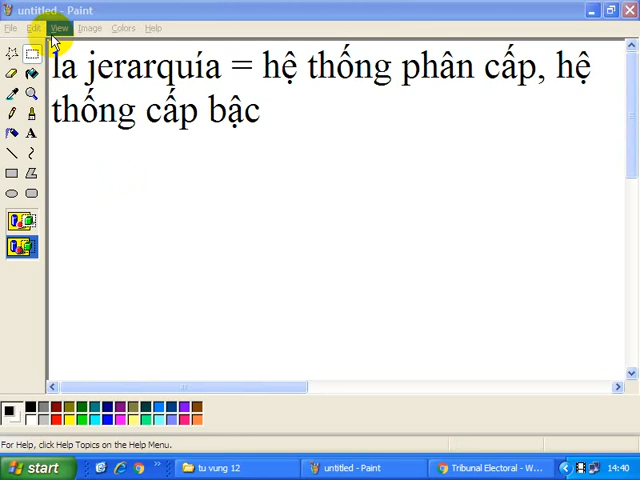 untitled - Paint
File Edit View Image Colors Help
la jerarquía = hệ thống phân cấp, hệ
thống cấp bậc
For Help, click Help Topics on the Help Menu.
start tu vung 12 untitled - Paint Tribunal Electoral - W... 14:40